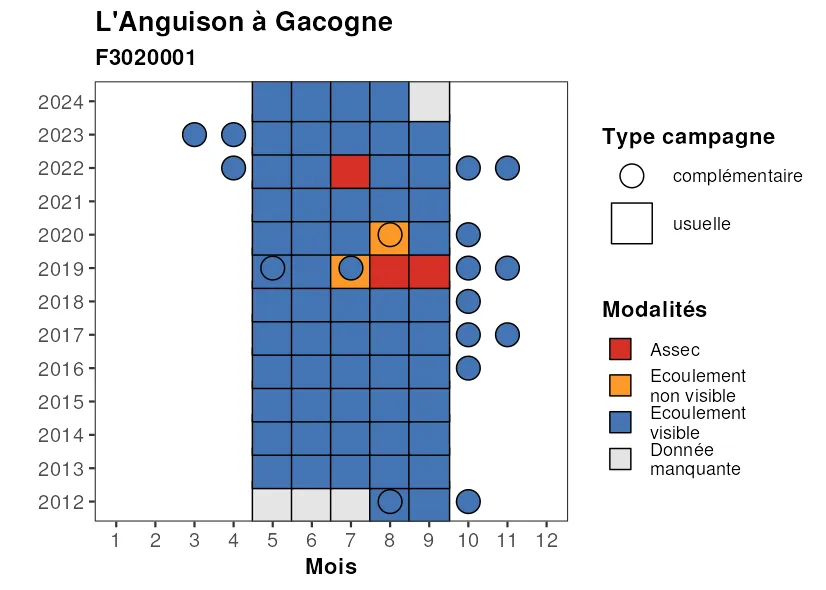 L'Anguison à Gacogne
F3020001
2024
2023
2022
2021
2020
2019
2018
2017
2016
2015
2014
2013
2012
1 2 3 4 5 6 7 8 9 10 11 12
Mois
Type campagne
complémentaire
usuelle
Modalités
Assec
Ecoulement
non visible
Ecoulement
visible
Donnée
manquante